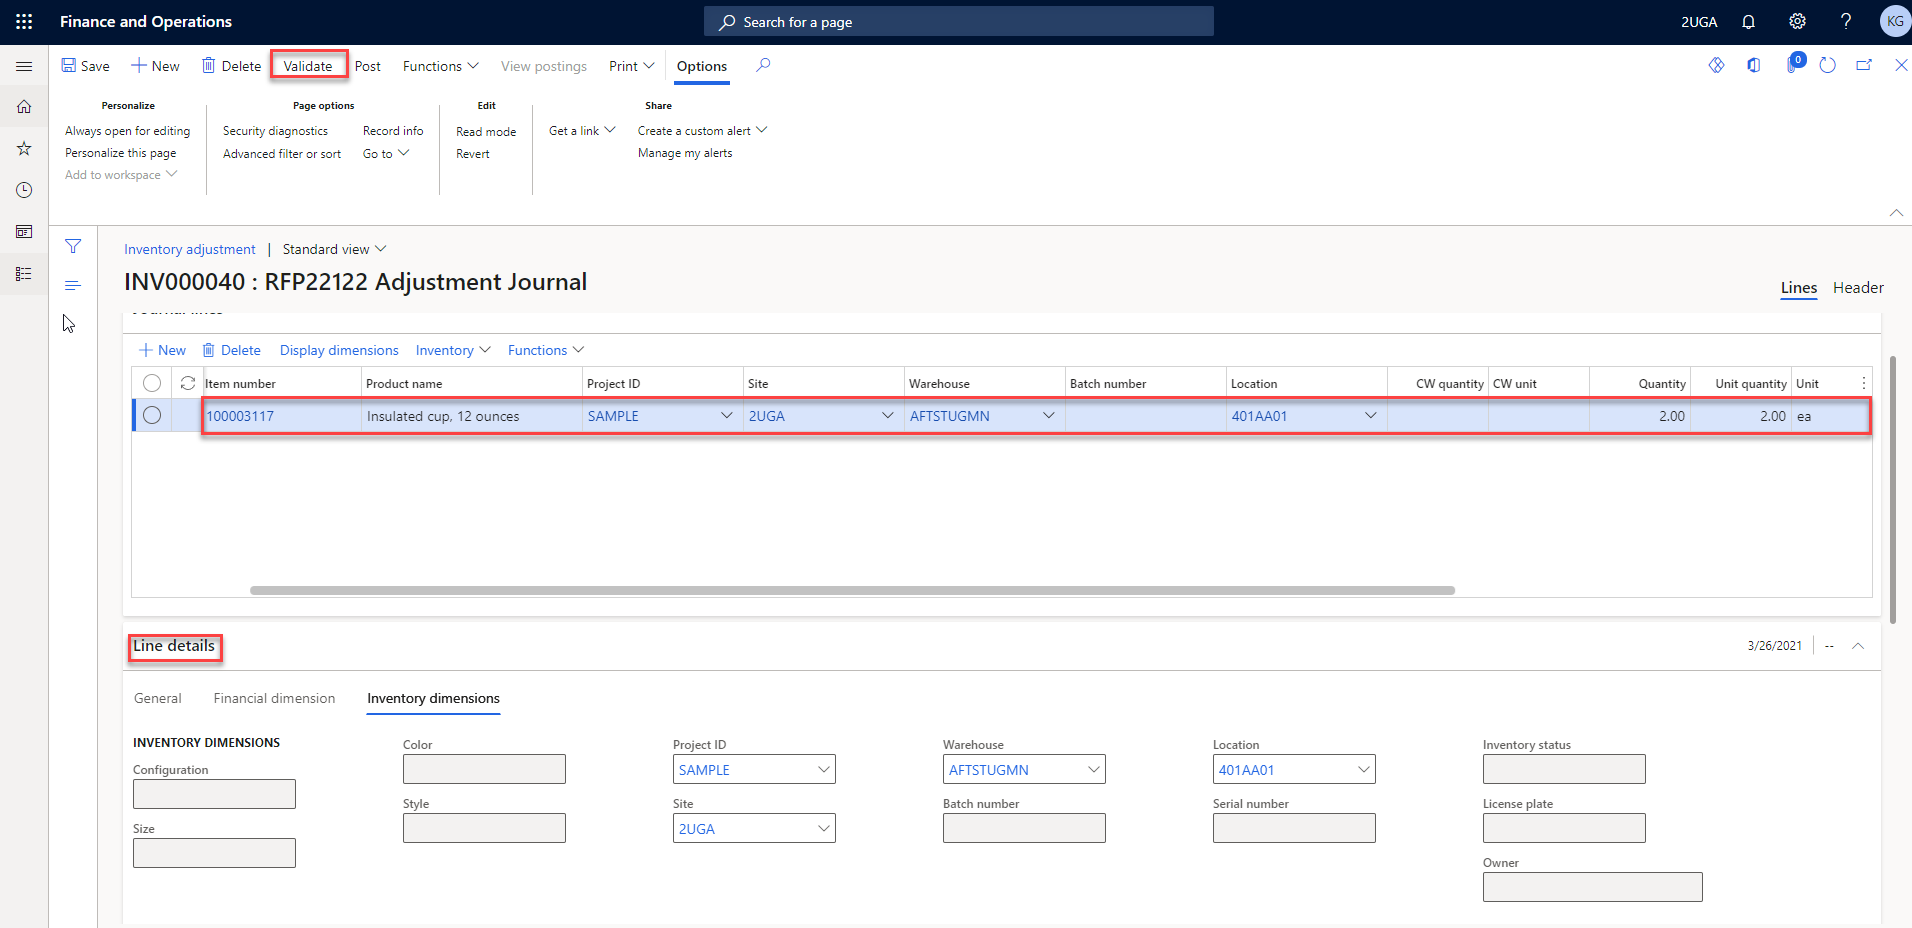 Finance and Operations
Search for a page
2UGA
?
KG
Save
New
Delete
Validate
Post
Functions
View postings
Print
Options
0
Personalize
Page options
Edit
Share
Always open for editing
Security diagnostics
Record info
Read mode
Get a link
Create a custom alert
Personalize this page
Advanced filter or sort
Go to
Revert
Manage my alerts
Add to workspace
Inventory adjustment | Standard view
INV000040 : RFP22122 Adjustment Journal
Lines
Header
Journal lines
New
Delete
Display dimensions
Inventory
Functions
Item number
Product name
Project ID
Site
Warehouse
Batch number
Location
CW quantity
CW unit
Quantity
Unit quantity
Unit
100003117
Insulated cup, 12 ounces
SAMPLE
2UGA
AFTSTUGMN
401AA01
2.00
2.00
ea
Line details
3/26/2021
--
General
Financial dimension
Inventory dimensions
INVENTORY DIMENSIONS
Configuration
Size
Color
Style
Project ID
SAMPLE
Site
2UGA
Warehouse
AFTSTUGMN
Batch number
Location
401AA01
Serial number
Inventory status
License plate
Owner